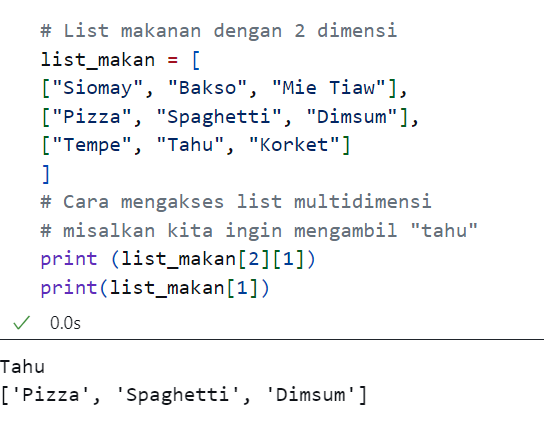 # List makanan dengan 2 dimensi
list_makan = [
["Siomay", "Bakso", "Mie Tiaw"],
["Pizza", "Spaghetti", "Dimsum"],
["Tempe", "Tahu", "Korket"]
]
# Cara mengakses list multidimensi
# misalkan kita ingin mengambil "tahu"
print (list_makan[2][1])
print(list_makan[1])
0.0s
Tahu
['Pizza', 'Spaghetti', 'Dimsum']